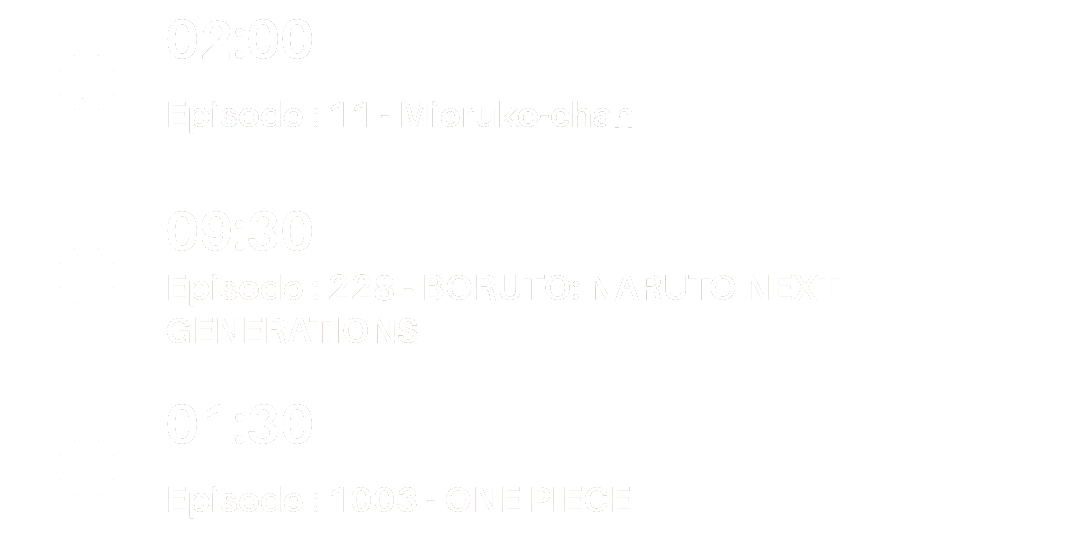 02:00
Episode : 11 - Mieruko-chan
09:30
Episode : 228 - BORUTO: NARUTO NEXT
GENERATIONS
01:30
Episode : 1003 - ONE PIECE